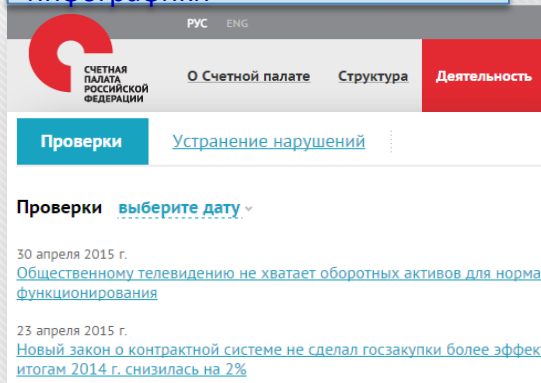 инфографики
РУС ENG
СЧЕТНАЯ
ПАЛАТА
РОССИЙСКОЙ
ФЕДЕРАЦИИ
О Счетной палате Структура Деятельность
Проверки Устранение нарушений
Проверки выберите дату
30 апреля 2015 г.
Общественному телевидению не хватает оборотных активов для норма
функционирования
23 апреля 2015 г.
Новый закон о контрактной системе не сделал госзакупки более эффек
итогам 2014 г. снизилась на 2%